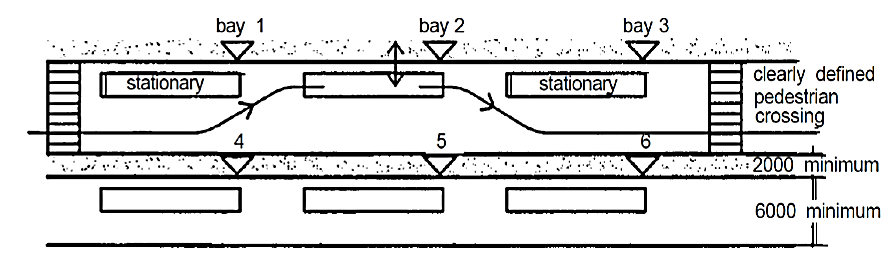 bay 1
bay 2
bay 3
stationary
stationary
clearly defined
pedestrian
crossing
4
5
6
2000 minimum
6000 minimum